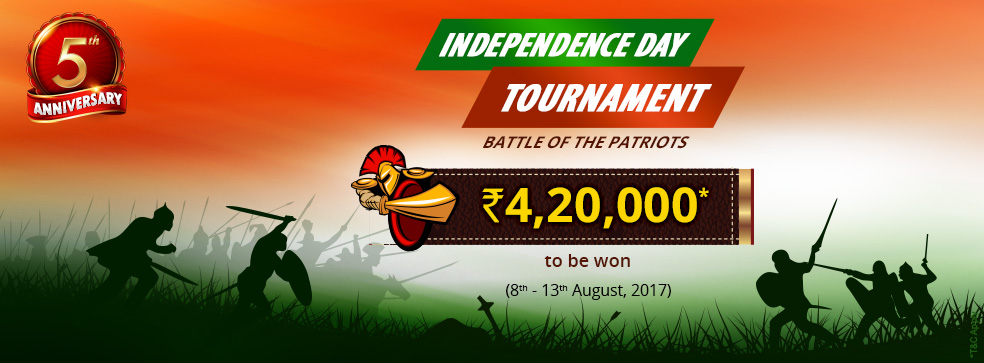 5th
ANNIVERSARY
INDEPENDENCE DAY
TOURNAMENT
BATTLE OF THE PATRIOTS
₹4,20,000*
to be won
(8th - 13th August, 2017)